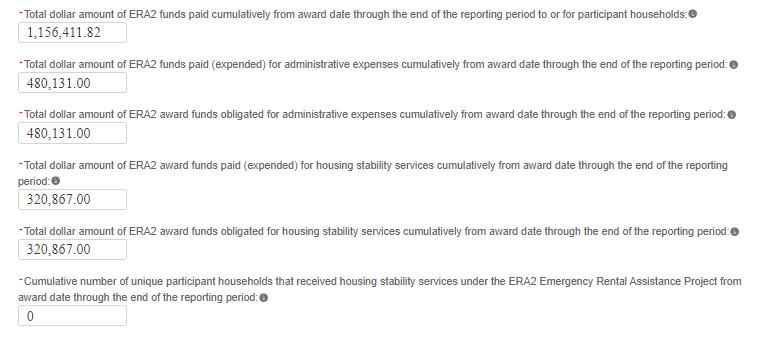 *Total dollar amount of ERA2 funds paid cumulatively from award date through the end of the reporting period to or for participant households:
1,156,411.82
*Total dollar amount of ERA2 funds paid (expended) for administrative expenses cumulatively from award date through the end of the reporting period:
480,131.00
*Total dollar amount of ERA2 award funds obligated for administrative expenses cumulatively from award date through the end of the reporting period:
480,131.00
*Total dollar amount of ERA2 award funds paid (expended) for housing stability services cumulatively from award date through the end of the reporting
period:
320,867.00
*Total dollar amount of ERA2 award funds obligated for housing stability services cumulatively from award date through the end of the reporting period:
320,867.00
*Cumulative number of unique participant households that received housing stability services under the ERA2 Emergency Rental Assistance Project from
award date through the end of the reporting period:
0